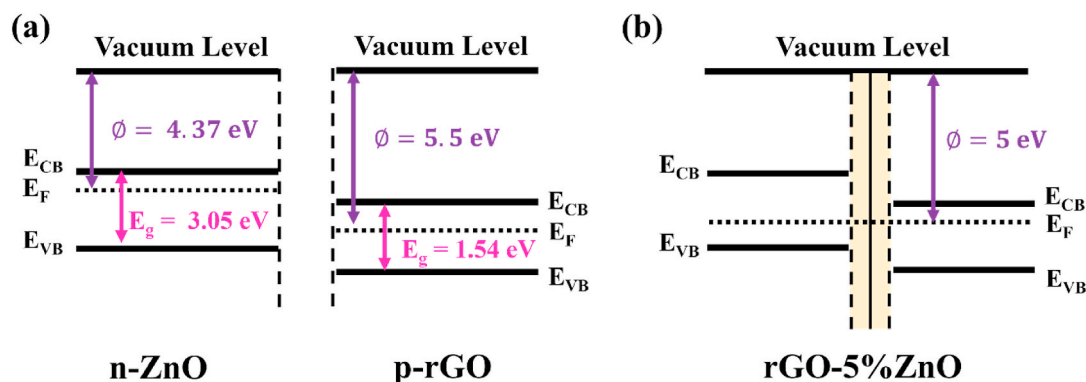 (a)
Vacuum Level
∅ = 4.37 eV
E_CB
E_F
E_g = 3.05 eV
E_VB
n-ZnO
Vacuum Level
∅ = 5.5 eV
E_CB
E_F
E_g = 1.54 eV
E_VB
p-rGO
(b)
Vacuum Level
∅ = 5 eV
E_CB
E_CB
E_F
E_VB
E_VB
rGO-5%ZnO